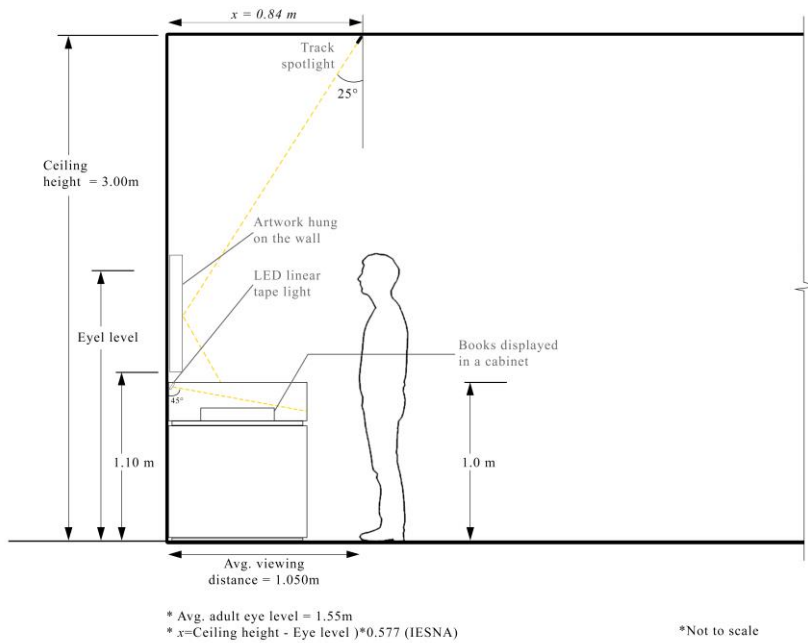 x = 0.84 m
Track
spotlight
25°
Ceiling
height = 3.00m
Artwork hung
on the wall
LED linear
tape light
Eyel level
Books displayed
in a cabinet
45°
1.10 m
1.0 m
Avg. viewing
distance = 1.050m
* Avg. adult eye level = 1.55m
* x=Ceiling height - Eye level )*0.577 (IESNA)
*Not to scale